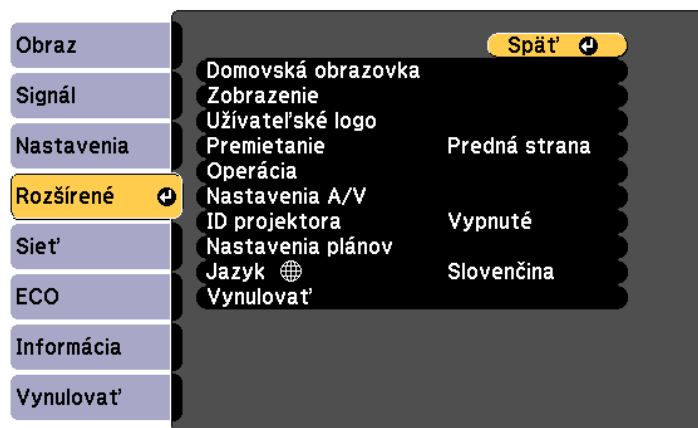 Obraz
Signál
Nastavenia
Rozšírené
Sieť
ECO
Informácia
Vynulovať
Späť
Domovská obrazovka
Zobrazenie
Užívateľské logo
Premietanie Predná strana
Operácia
Nastavenia A/V
ID projektora Vypnuté
Nastavenia plánov
Jazyk Slovenčina
Vynulovať